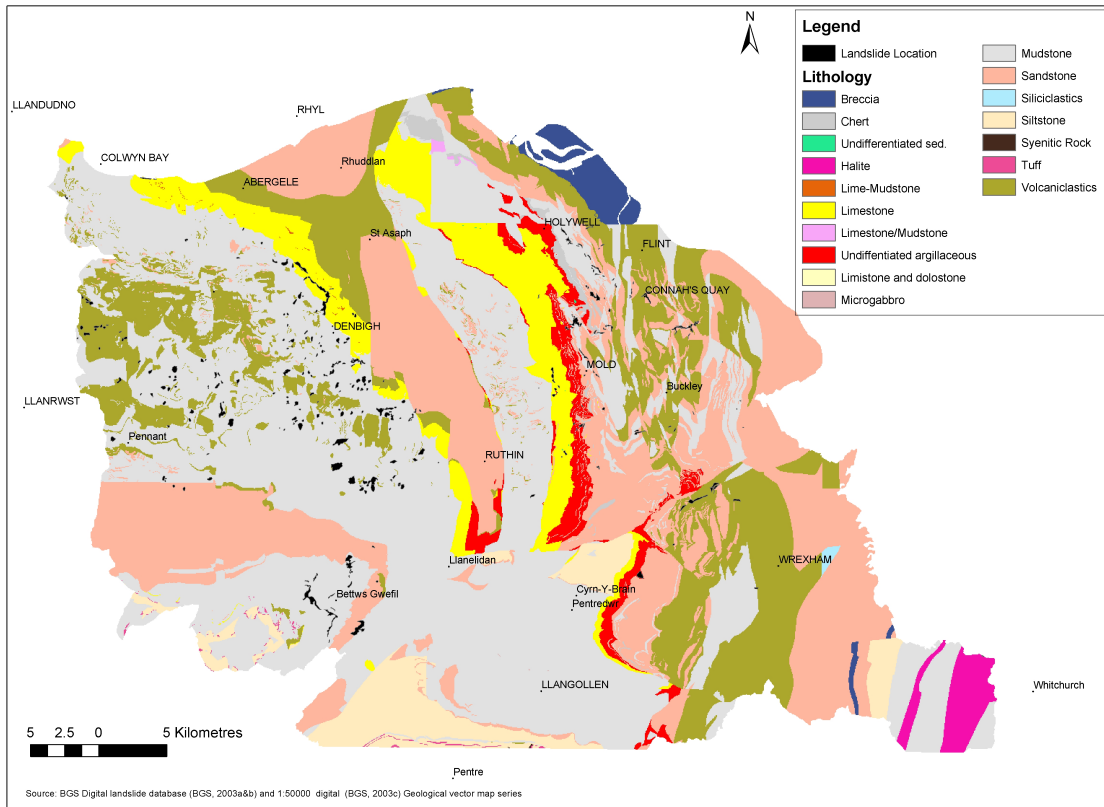 N
Legend
Landslide Location
Lithology
Breccia
Chert
Undifferentiated sed.
Halite
Lime-Mudstone
Limestone
Limestone/Mudstone
Undifferentiated argillaceous
Limistone and dolostone
Microgabbro
Mudstone
Sandstone
Siliciclastics
Siltstone
Syenitic Rock
Tuff
Volcaniclastics
LLANDUDNO
RHYL
COLWYN BAY
Rhuddlan
ABERGELE
HOLYWELL
St Asaph
FLINT
CONNAH'S QUAY
DENBIGH
MOLD
Buckley
LLANRWST
Pennant
RUTHIN
Llanelidan
WREXHAM
Bettws Gwefil
Cyrn-Y-Brain
Pentredwr
LLANGOLLEN
Whitchurch
5 2.5 0 5 Kilometres
Pentre
Source: BGS Digital landslide database (BGS, 2003a&b) and 1:50000 digital (BGS, 2003c) Geological vector map series